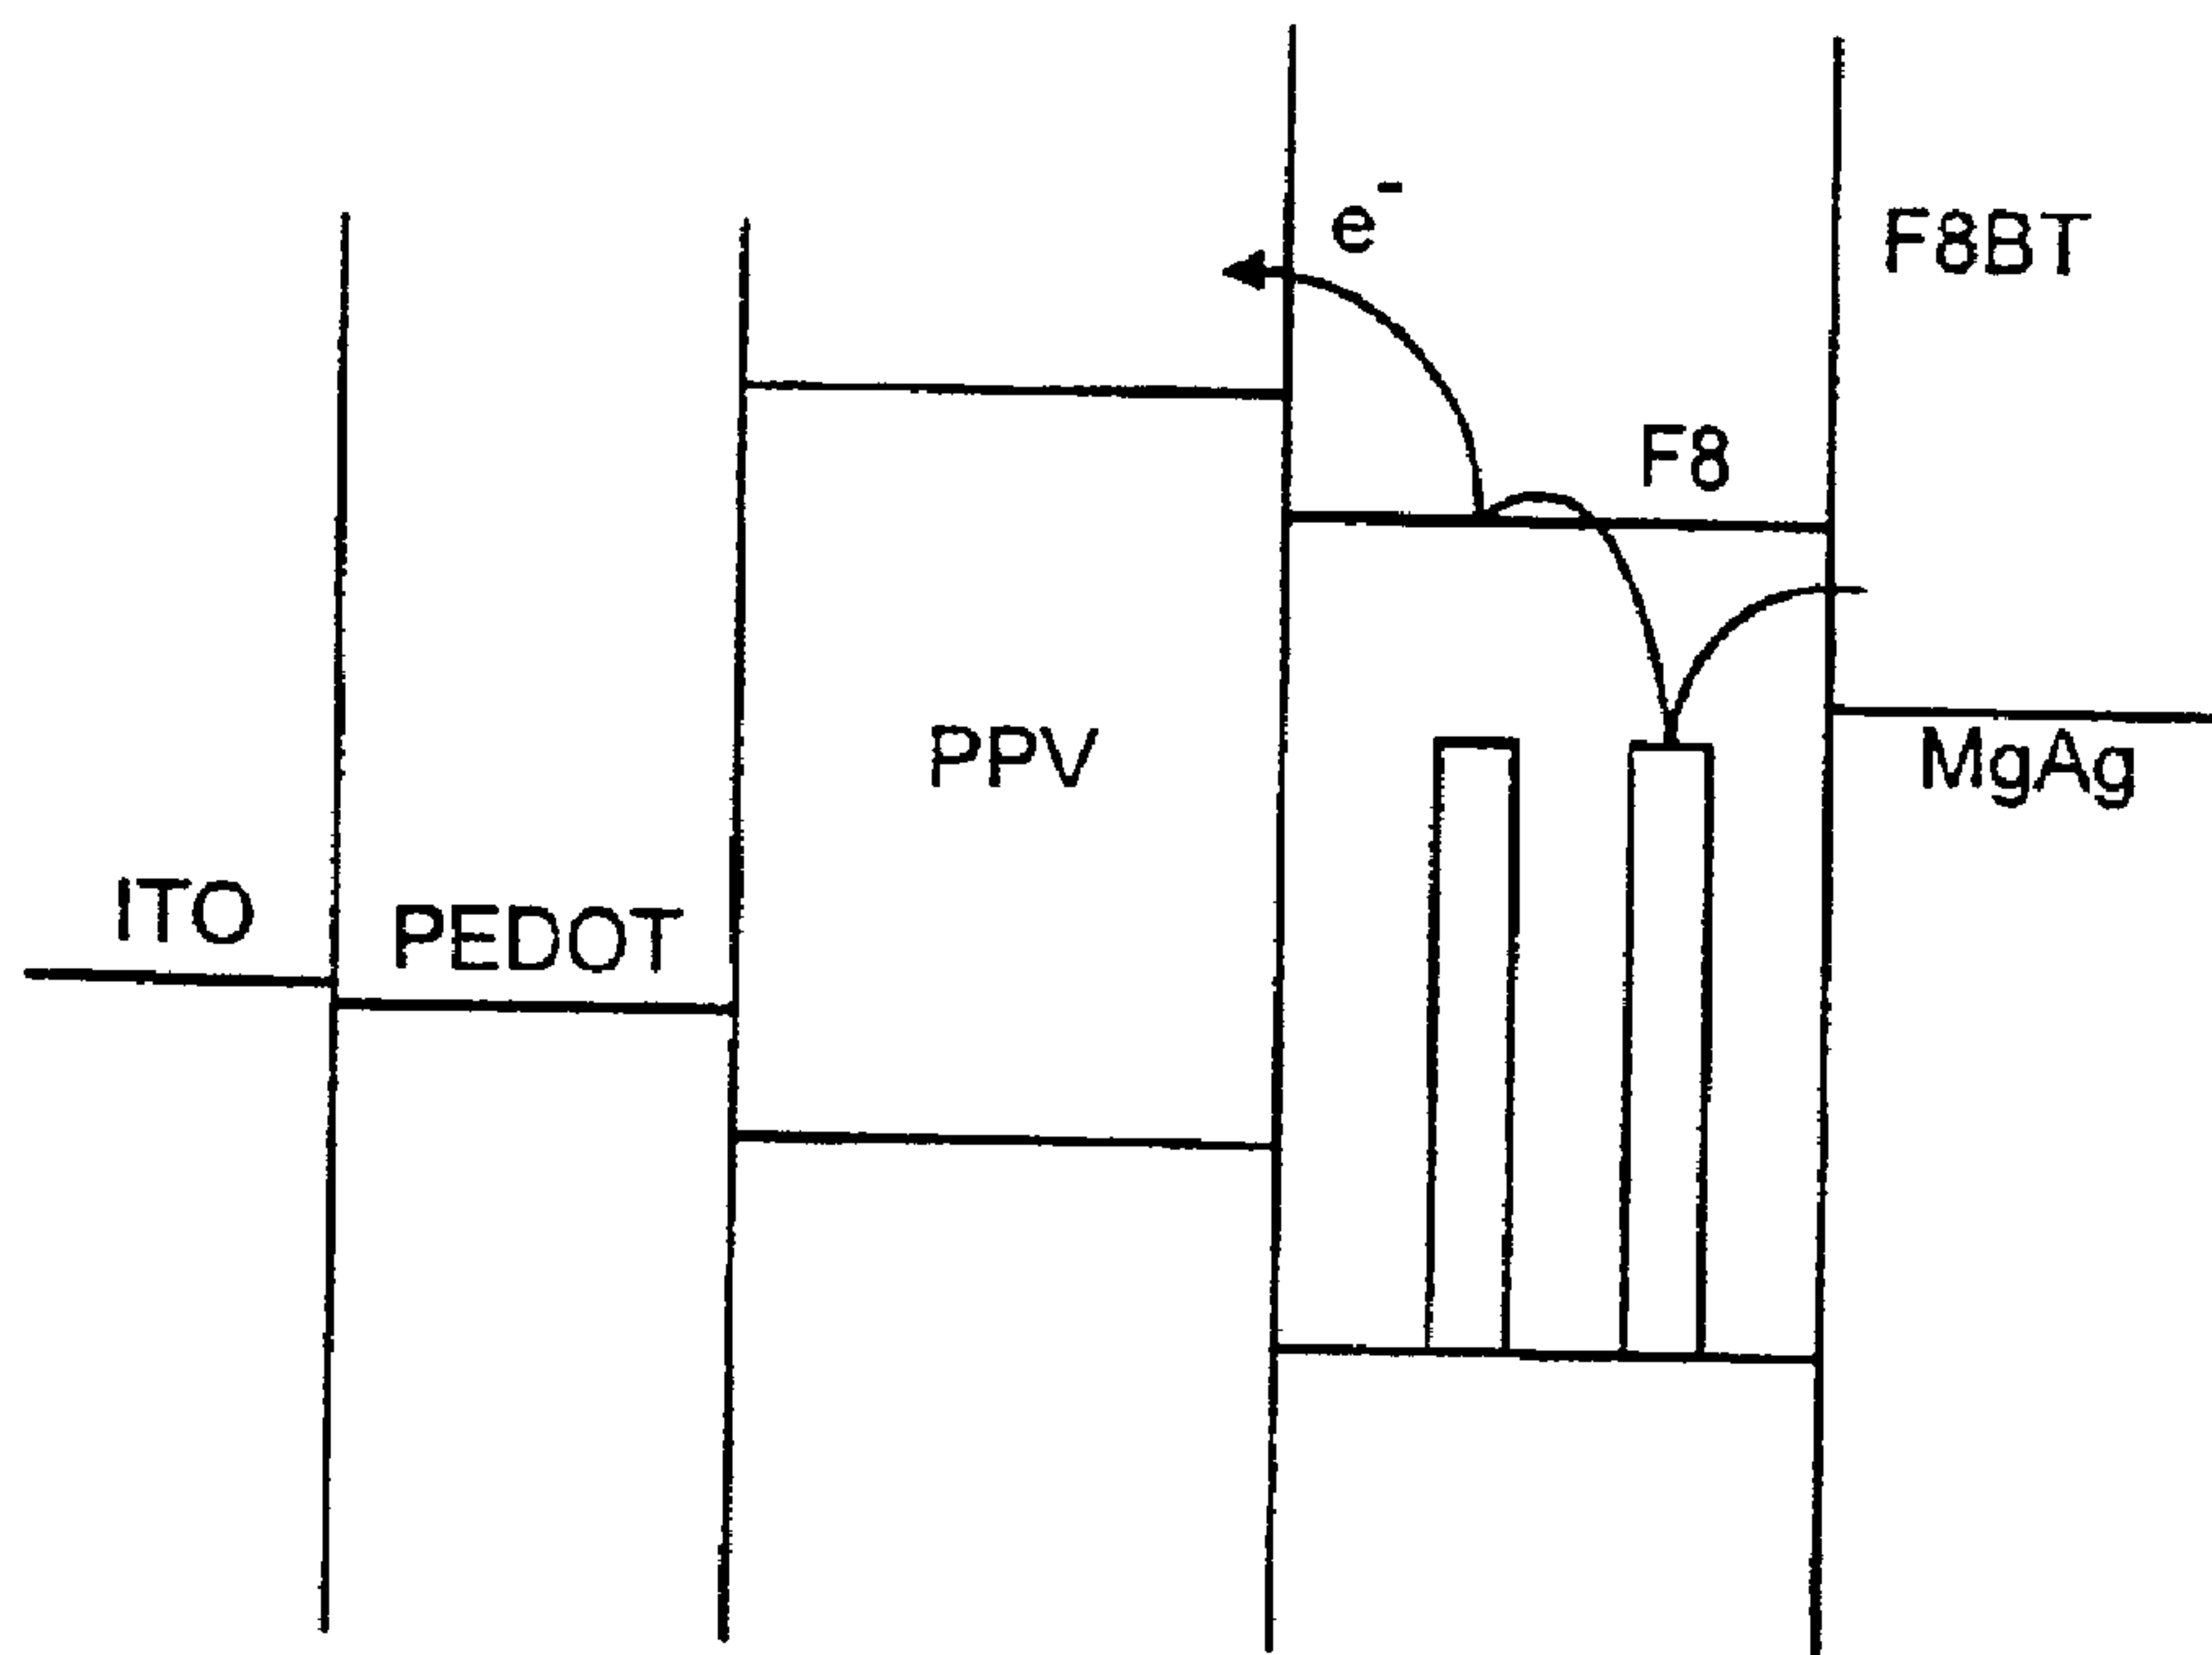 e-
F8BT
F8
PPV
MgAg
ITO
PEDOT